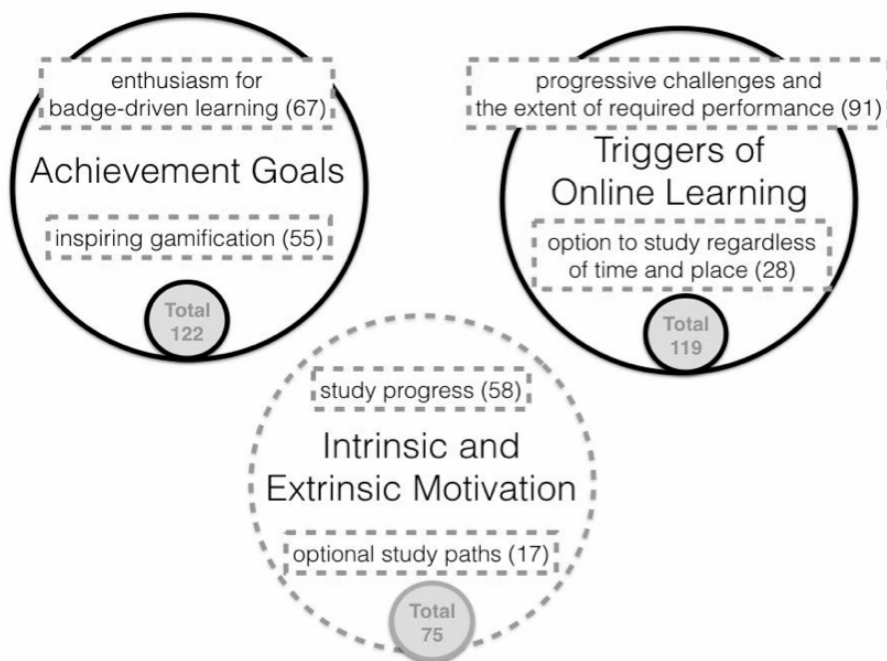 enthusiasm for
badge-driven learning (67)
Achievement Goals
inspiring gamification (55)
Total
122
progressive challenges and
the extent of required performance (91)
Triggers of
Online Learning
option to study regardless
of time and place (28)
Total
119
study progress (58)
Intrinsic and
Extrinsic Motivation
optional study paths (17)
Total
75